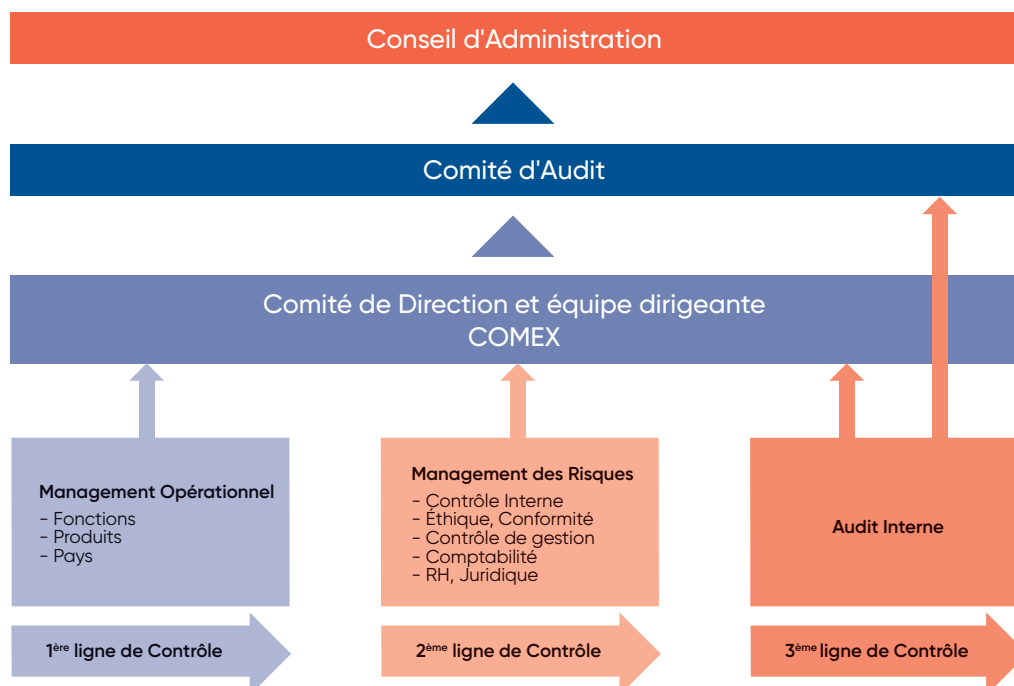 Conseil d'Administration
Comité d'Audit
Comité de Direction et équipe dirigeante
COMEX
Management Opérationnel
- Fonctions
- Produits
- Pays
Management des Risques
- Contrôle Interne
- Éthique, Conformité
- Contrôle de gestion
- Comptabilité
- RH, Juridique
Audit Interne
1ère ligne de Contrôle
2ème ligne de Contrôle
3ème ligne de Contrôle